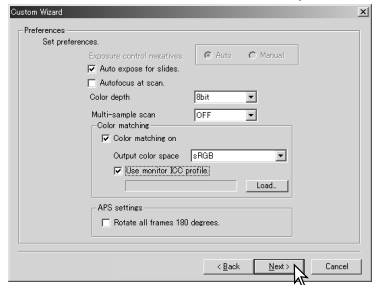 Custom Wizard
Preferences
Set preferences.
Exposure control negatives. Auto Manual
Auto expose for slides.
Autofocus at scan.
Color depth 8bit
Multi-sample scan OFF
Color matching
Color matching on
Output color space sRGB
Use monitor ICC profile.
Load...
APS settings
Rotate all frames 180 degrees.
< Back Next > Cancel